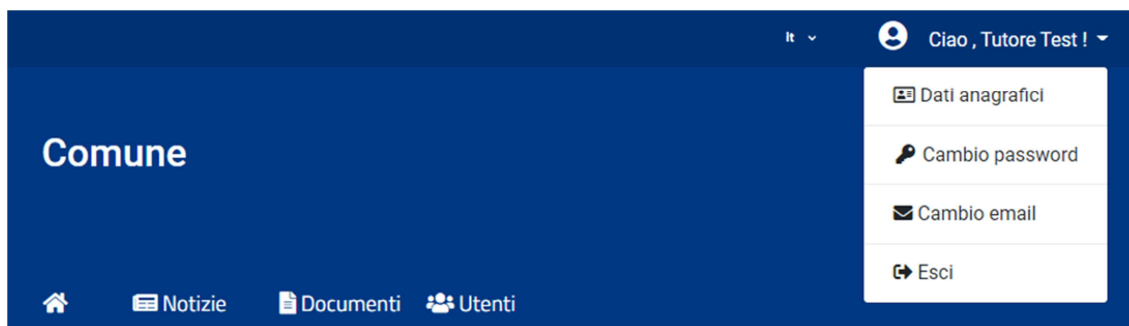 It
Ciao , Tutore Test !
Dati anagrafici
Comune
Cambio password
Cambio email
Esci
Notizie Documenti Utenti